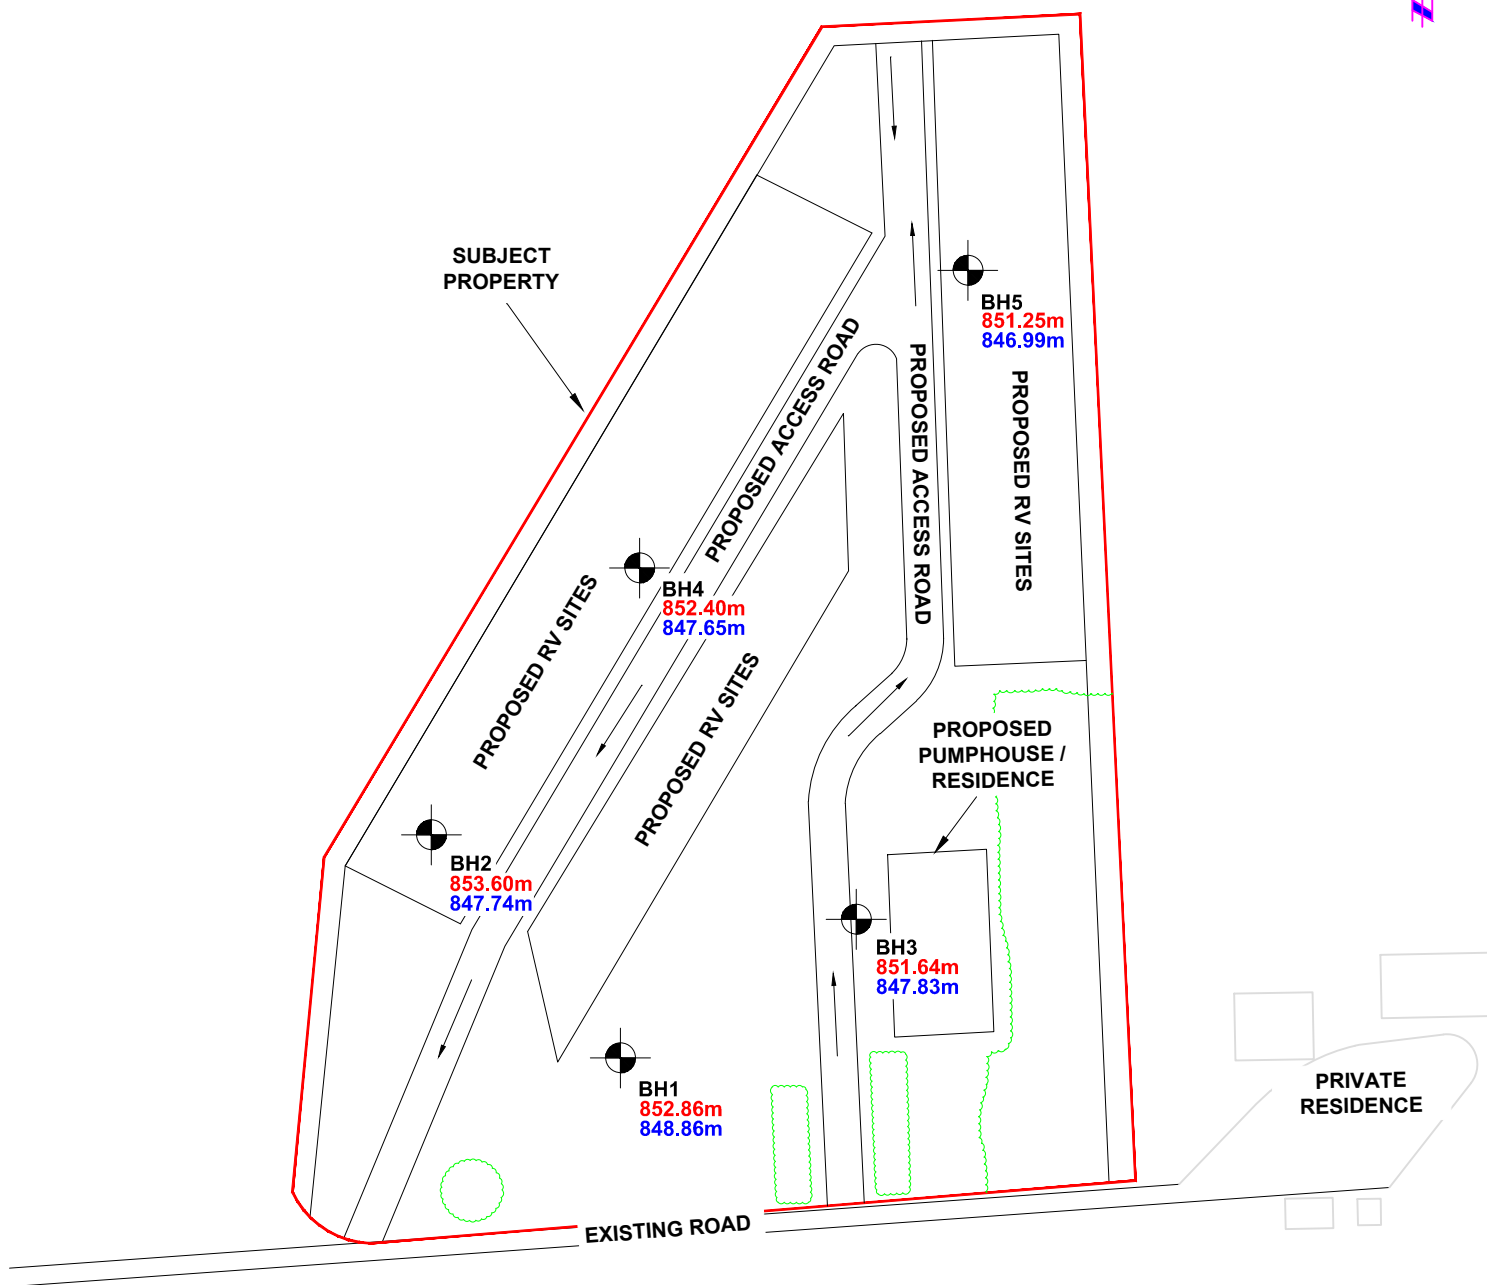 SUBJECT
PROPERTY
BH5
851.25m
846.99m
PROPOSED ACCESS ROAD
PROPOSED ACCESS ROAD
PROPOSED RV SITES
BH4
852.40m
847.65m
PROPOSED RV SITES
PROPOSED RV SITES
PROPOSED
PUMPHOUSE /
RESIDENCE
BH2
853.60m
847.74m
BH3
851.64m
847.83m
BH1
852.86m
848.86m
PRIVATE
RESIDENCE
EXISTING ROAD